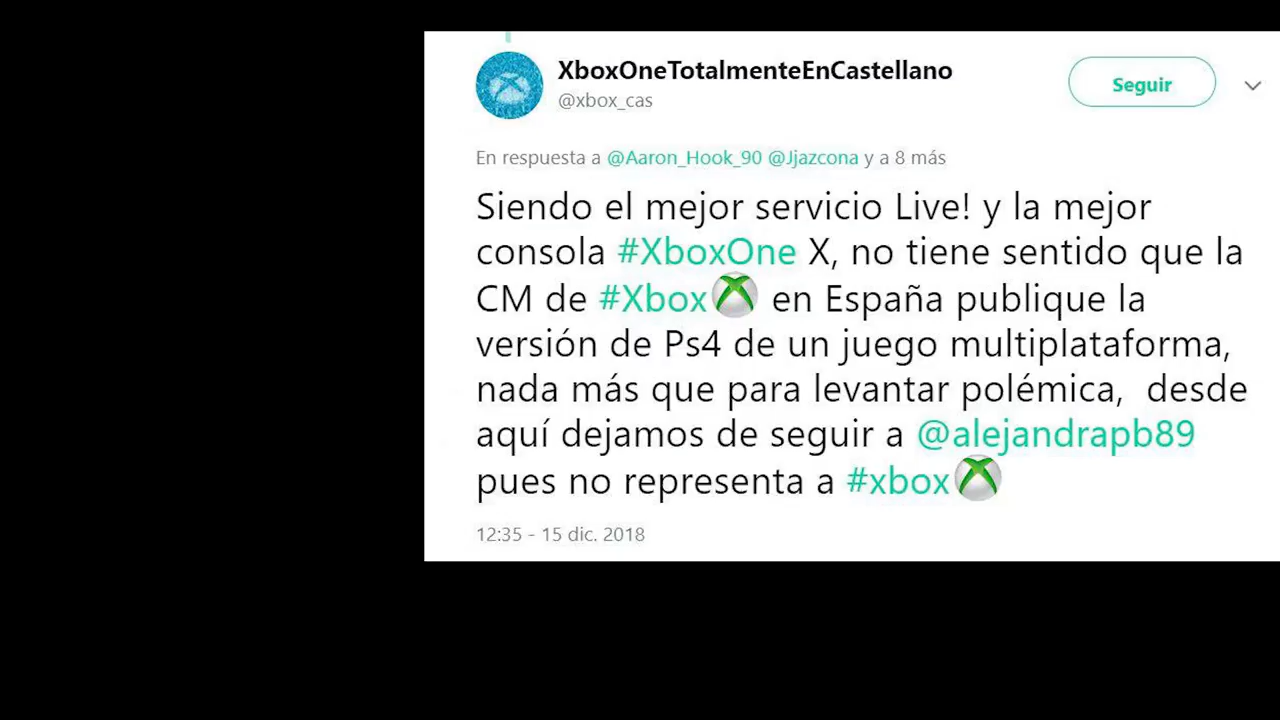 XboxOneTotalmenteEnCastellano
@xbox_cas
Seguir
En respuesta a @Aaron_Hook_90 @Jjazcona y a 8 más
Siendo el mejor servicio Live! y la mejor
consola #XboxOne X, no tiene sentido que la
CM de #Xbox en España publique la
versión de Ps4 de un juego multiplataforma,
nada más que para levantar polémica,  desde
aquí dejamos de seguir a @alejandrapb89
pues no representa a #xbox
12:35 - 15 dic. 2018